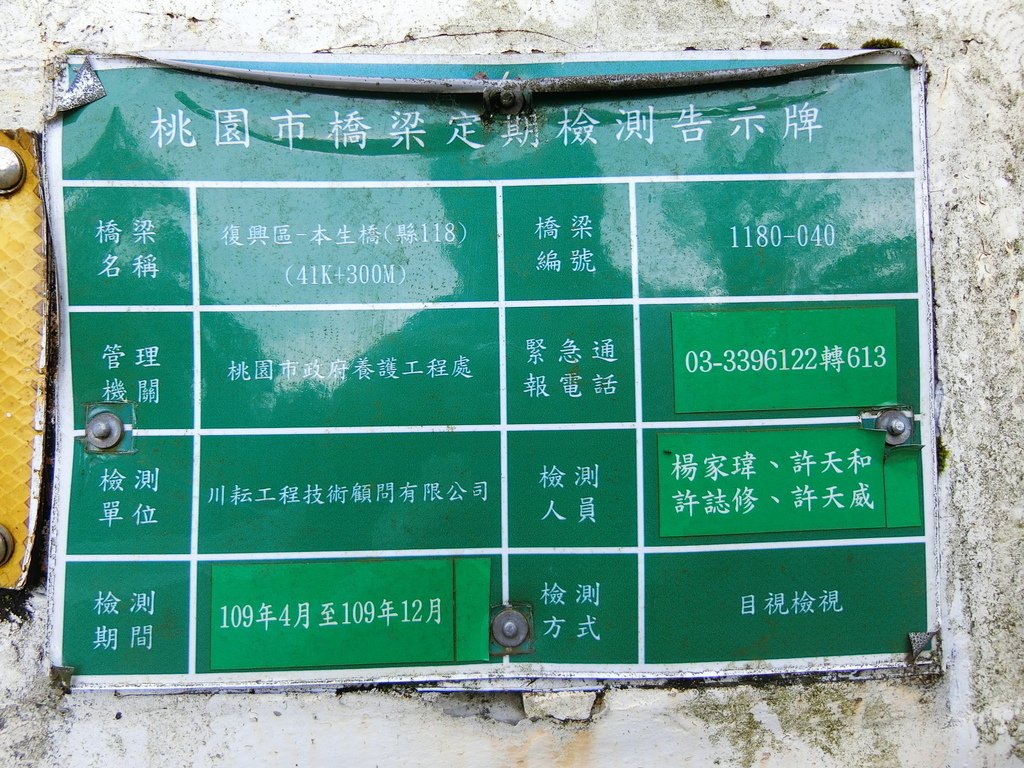 桃園市橋梁定期檢測告示牌
橋梁
名稱
復興區-本生橋(縣118)
(41K+300M)
橋梁
編號
1180-040
管理
機關
桃園市政府養護工程處
緊急通
報電話
03-3396122轉613
檢測
單位
川耘工程技術顧問有限公司
檢測
人員
楊家瑋、許天和
許誌修、許天威
檢測
期間
109年4月至109年12月
檢測
方式
目視檢視